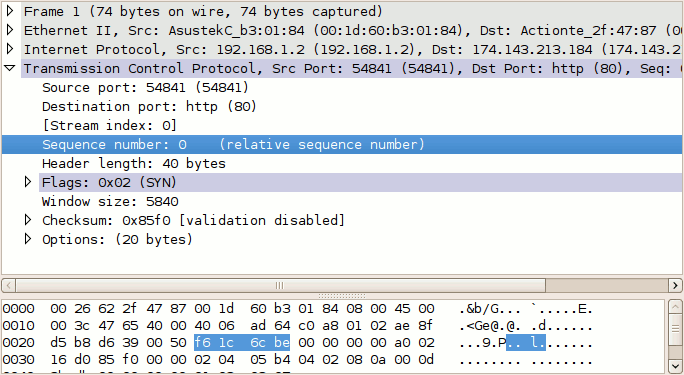 Frame 1 (74 bytes on wire, 74 bytes captured)
Ethernet II, Src: AsustekC_b3:01:84 (00:1d:60:b3:01:84), Dst: Actionte_2f:47:87 (00
Internet Protocol, Src: 192.168.1.2 (192.168.1.2), Dst: 174.143.213.184 (174.143.2
Transmission Control Protocol, Src Port: 54841 (54841), Dst Port: http (80), Seq:
Source port: 54841 (54841)
Destination port: http (80)
[Stream index: 0]
Sequence number: 0 (relative sequence number)
Header length: 40 bytes
Flags: 0x02 (SYN)
Window size: 5840
Checksum: 0x85f0 [validation disabled]
Options: (20 bytes)
0000 00 26 62 2f 47 87 00 1d 60 b3 01 84 08 00 45 00 .&b/G... `.....E.
0010 00 3c 47 65 40 00 40 06 ad 64 c0 a8 01 02 ae 8f .<Ge@.@. .d......
0020 d5 b8 d6 39 00 50 f6 1c 6c be 00 00 00 00 a0 02 ...9.P.. l.......
0030 16 d0 85 f0 00 00 02 04 05 b4 04 02 08 0a 00 0d ........ ........